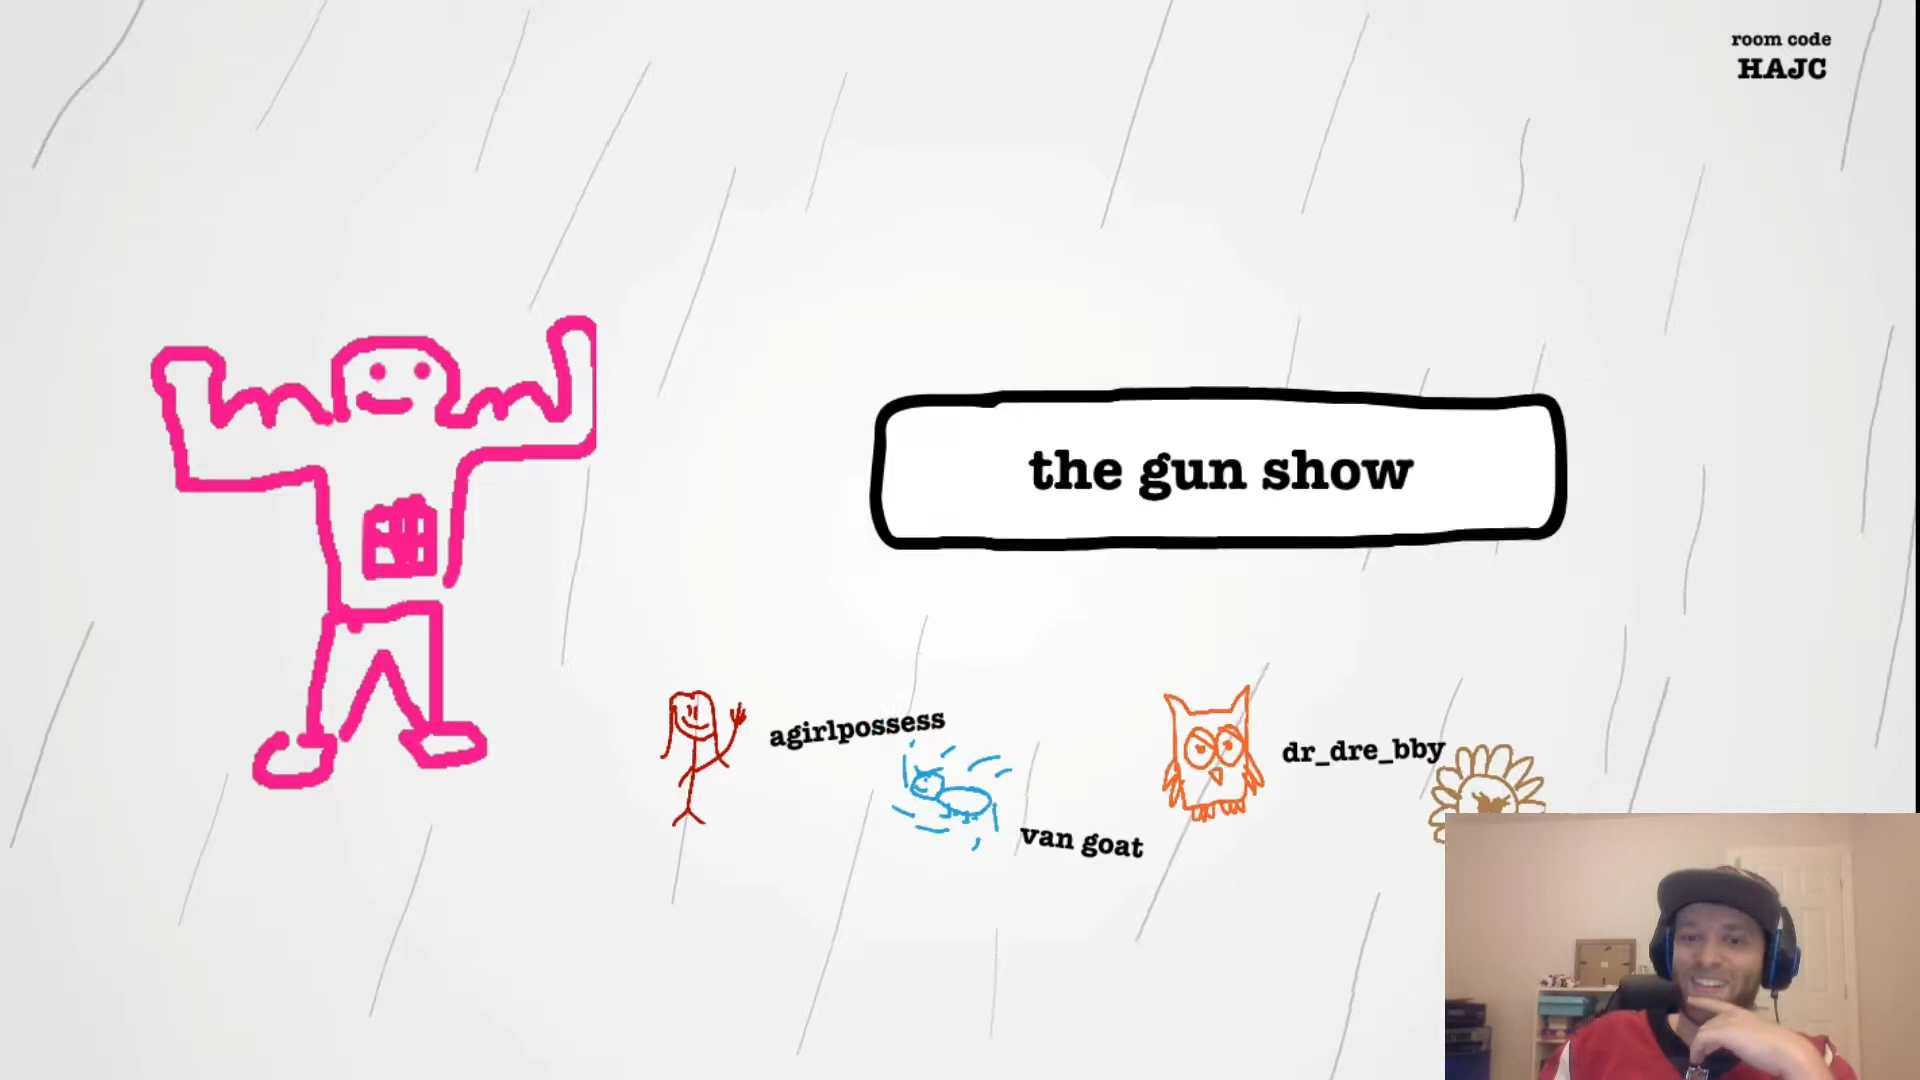 room code
HAJC
the gun show
agirlpossess
dr_dre_bby
van goat